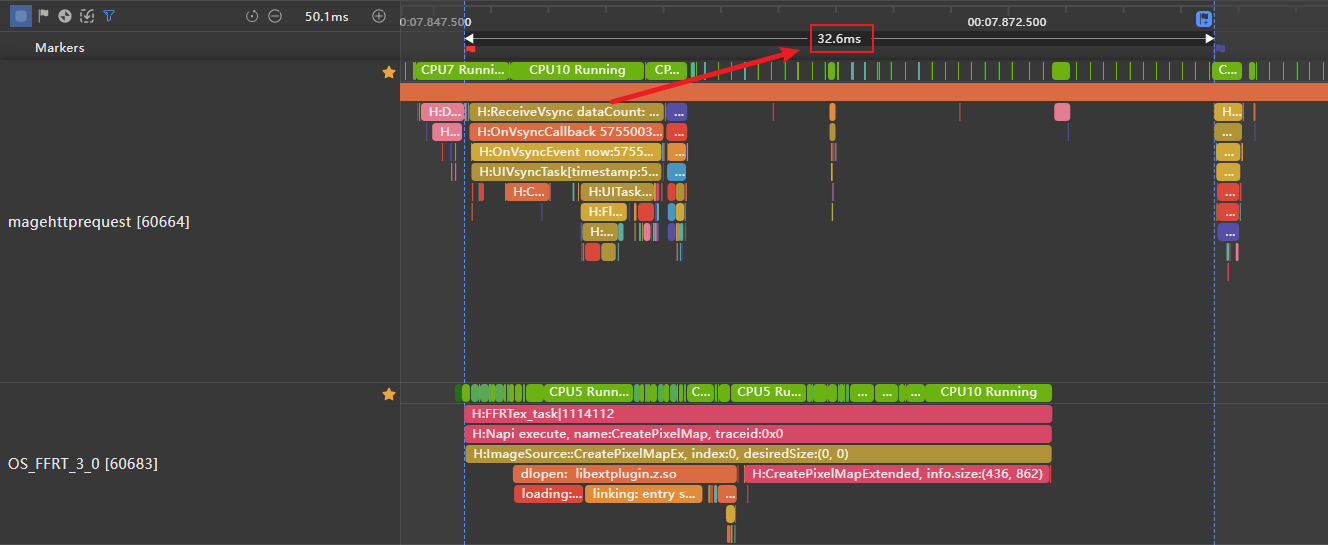 50.1ms
00:07.847.500
00:07.872.500
Markers
32.6ms
CPU7 Runni...
CPU10 Running
CP...
C...
H:D...
H:ReceiveVsync dataCount: ...
...
H...
H...
H:OnVsyncCallback 5755003...
...
...
H:OnVsyncEvent now:5755...
...
...
H:UIVsyncTask[timestamp:5...
...
...
H:C...
H:UITask...
...
magehttprequest [60664]
H:Fl...
...
H:...
...
CPU5 Runn...
C...
CPU5 Ru...
...
...
...
CPU10 Running
H:FFRTex_task|1114112
H:Napi execute, name:CreatePixelMap, traceid:0x0
H:ImageSource::CreatePixelMapEx, index:0, desiredSize:(0, 0)
OS_FFRT_3_0 [60683]
dlopen: libextplugin.z.so
H:CreatePixelMapExtended, info.size:(436, 862)
loading:...
linking: entry s...
...